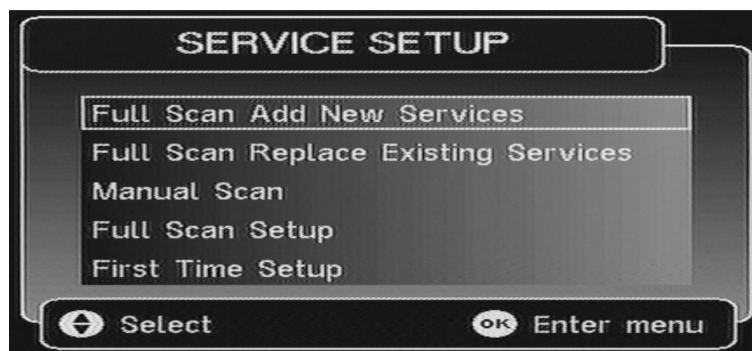 SERVICE SETUP
Full Scan Add New Services
Full Scan Replace Existing Services
Manual Scan
Full Scan Setup
First Time Setup
Select OK Enter menu